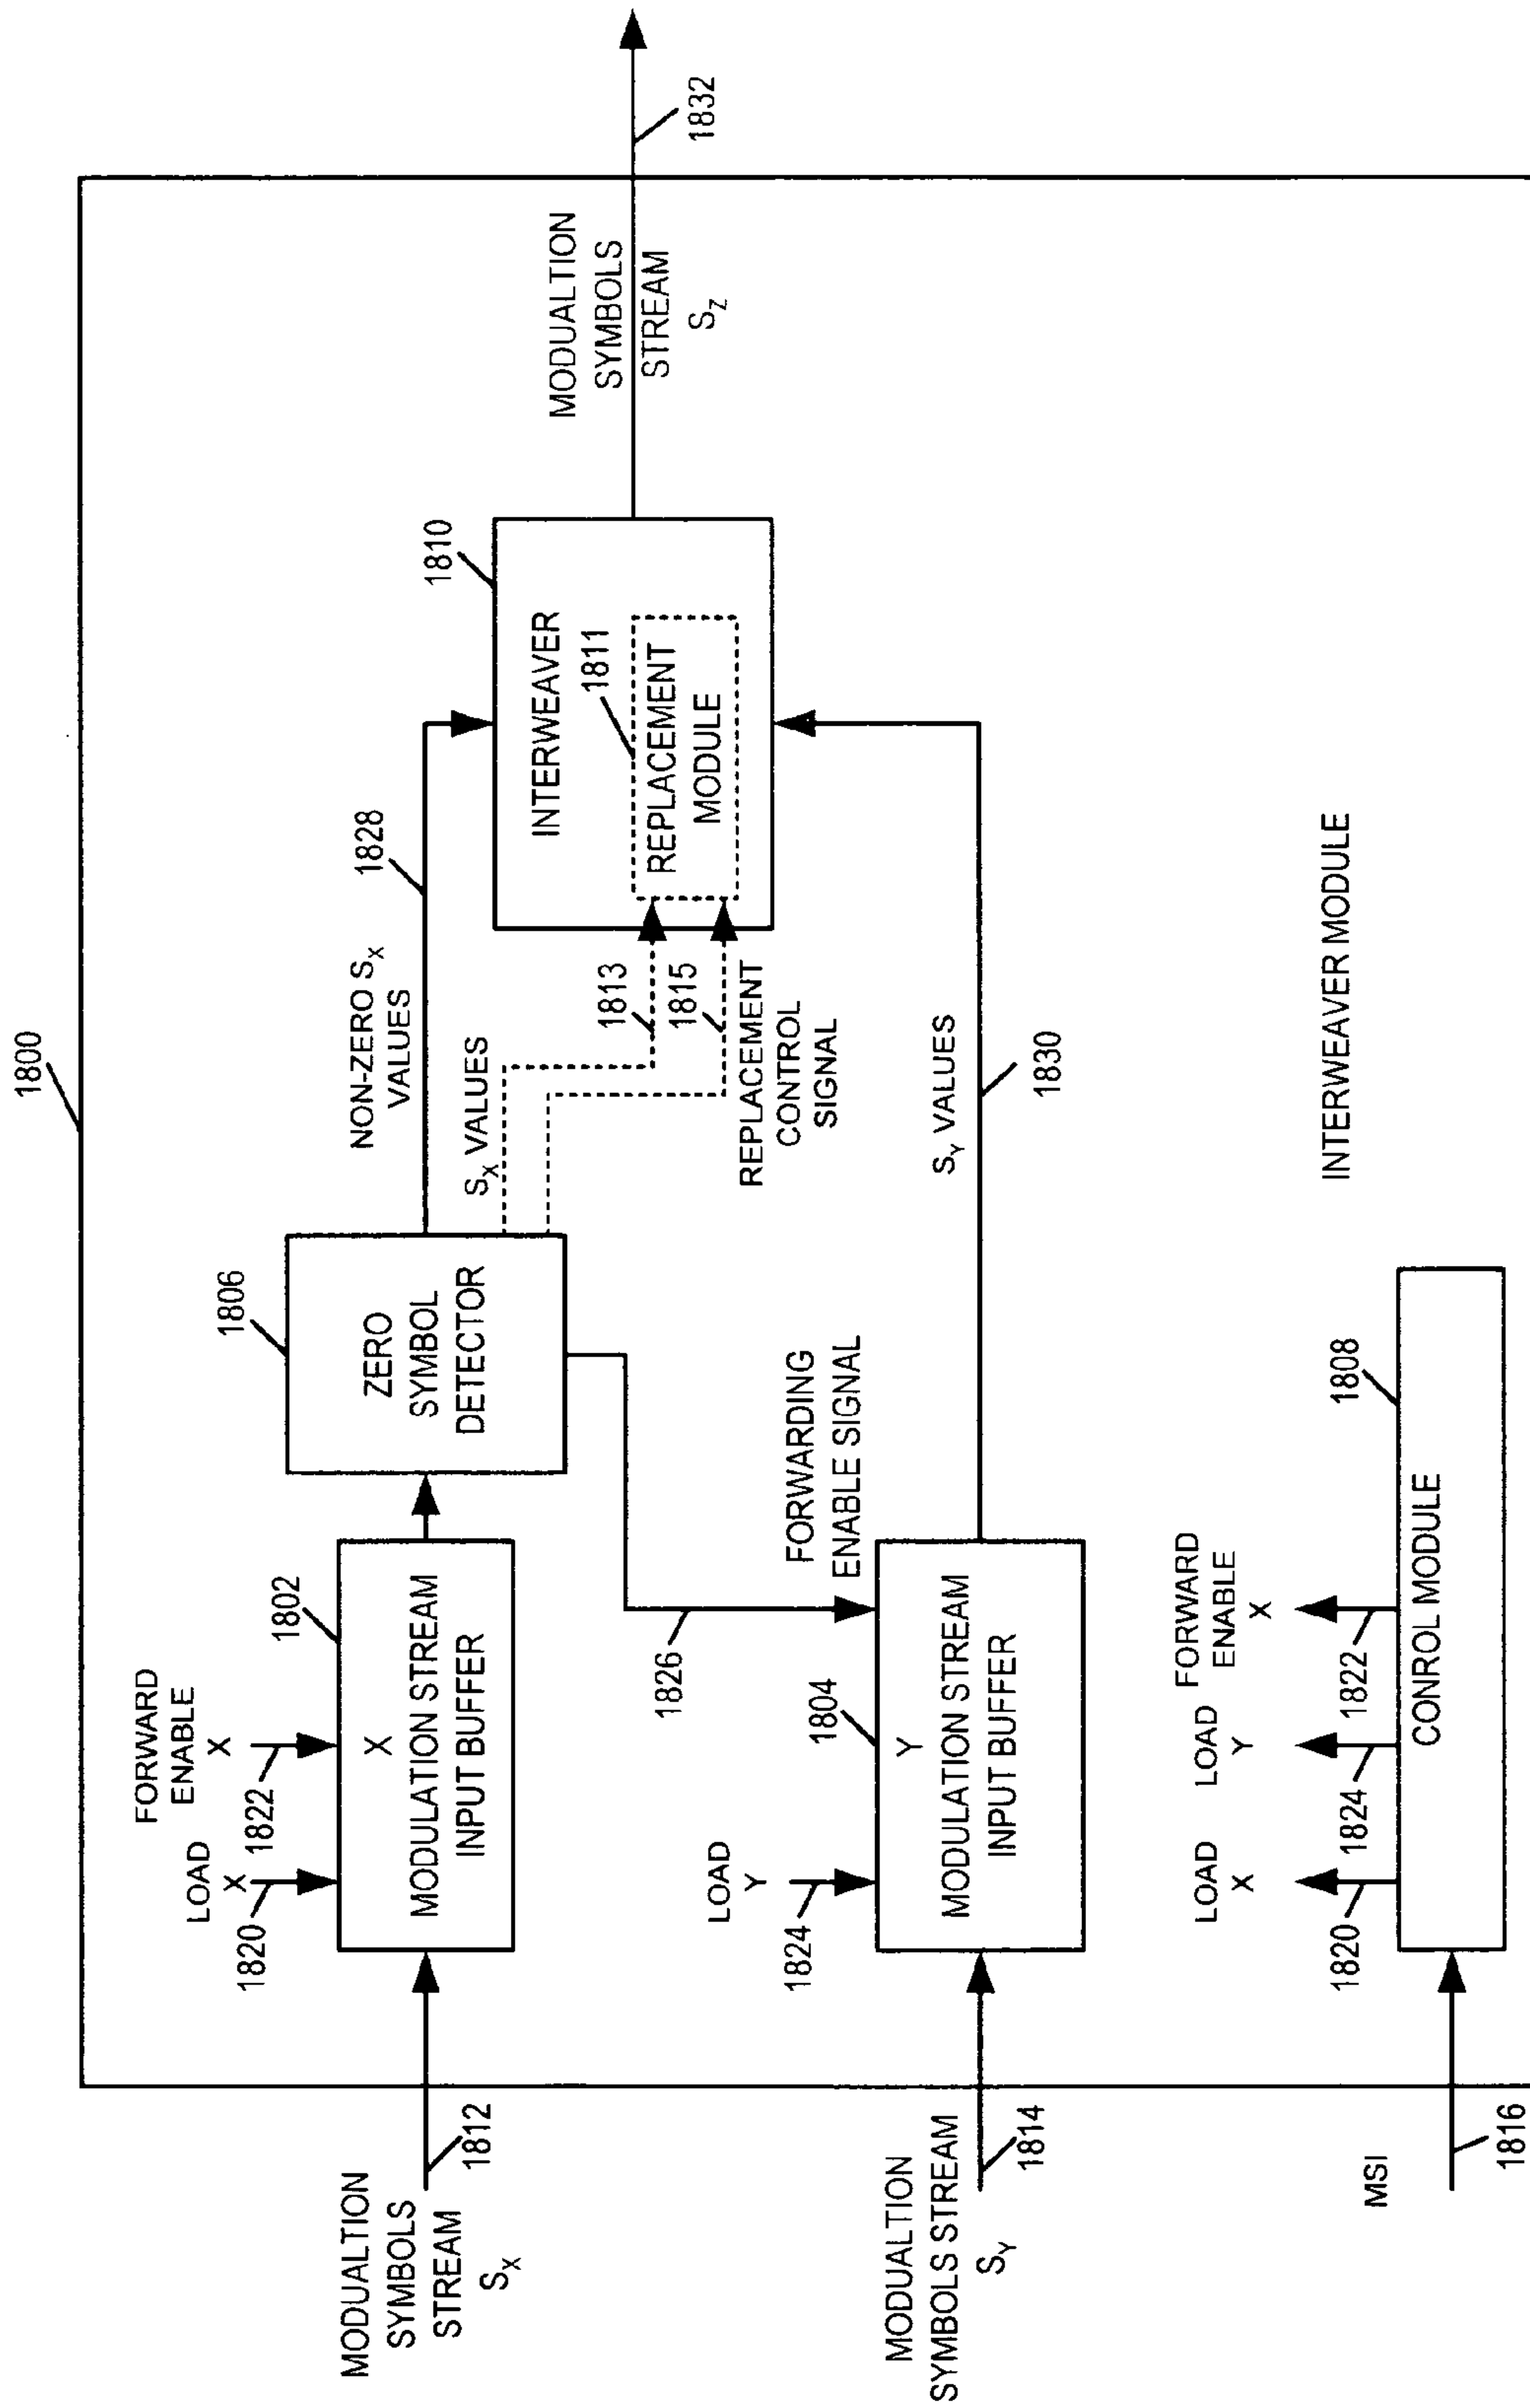 1800
MODUALTION
SYMBOLS
STREAM
S_X
1812
LOAD
X
1820
FORWARD
ENABLE
X
1822
1802
X
MODULATION STREAM
INPUT BUFFER
1806
ZERO
SYMBOL
DETECTOR
NON-ZERO S_X
VALUES
1828
S_X VALUES
1813
1815
REPLACEMENT
CONTROL
SIGNAL
1810
INTERWEAVER
1811
REPLACEMENT
MODULE
MODUALTION
SYMBOLS
STREAM
S_Z
1832
MODUALTION
SYMBOLS STREAM
S_Y
1814
LOAD
Y
1824
1804
Y
MODULATION STREAM
INPUT BUFFER
1826
FORWARDING
ENABLE SIGNAL
S_Y VALUES
1830
MSI
1816
LOAD
X
1820
LOAD
Y
1824
FORWARD
ENABLE
X
1822
1808
CONROL MODULE
INTERWEAVER MODULE